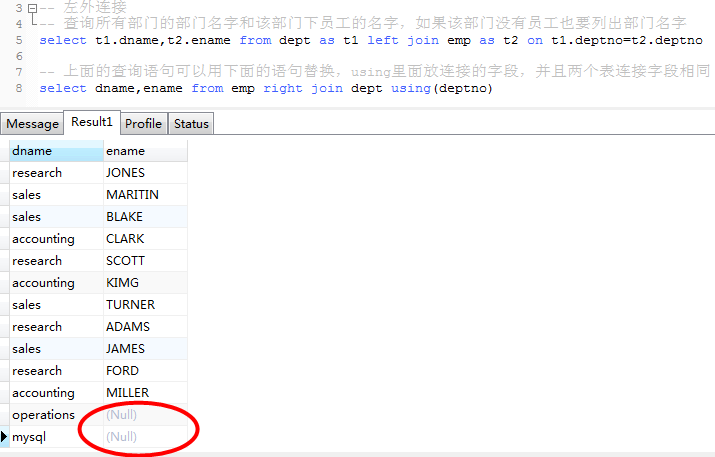 3 -- 左外连接
4 -- 查询所有部门的部门名字和该部门下员工的名字，如果该部门没有员工也要列出部门名字
5 select t1.dname,t2.ename from dept as t1 left join emp as t2 on t1.deptno=t2.deptno
6
7 -- 上面的查询语句可以用下面的语句替换，using里面放连接的字段，并且两个表连接字段相同
8 select dname,ename from emp right join dept using(deptno)
Message Result1 Profile Status
dname ename
research JONES
sales MARITIN
sales BLAKE
accounting CLARK
research SCOTT
accounting KIMG
sales TURNER
research ADAMS
sales JAMES
research FORD
accounting MILLER
operations (Null)
mysql (Null)